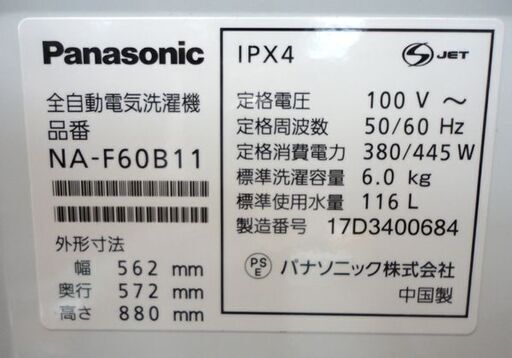 Panasonic
全自動電気洗濯機
品番
NA-F60B11
外形寸法
幅 562 mm
奥行 572 mm
高さ 880 mm
IPX4
S JET
定格電圧 100 V ～
定格周波数 50/60 Hz
定格消費電力 380/445 W
標準洗濯容量 6.0 kg
標準使用水量 116 L
製造番号 17D3400684
PS
E
パナソニック株式会社
中国製